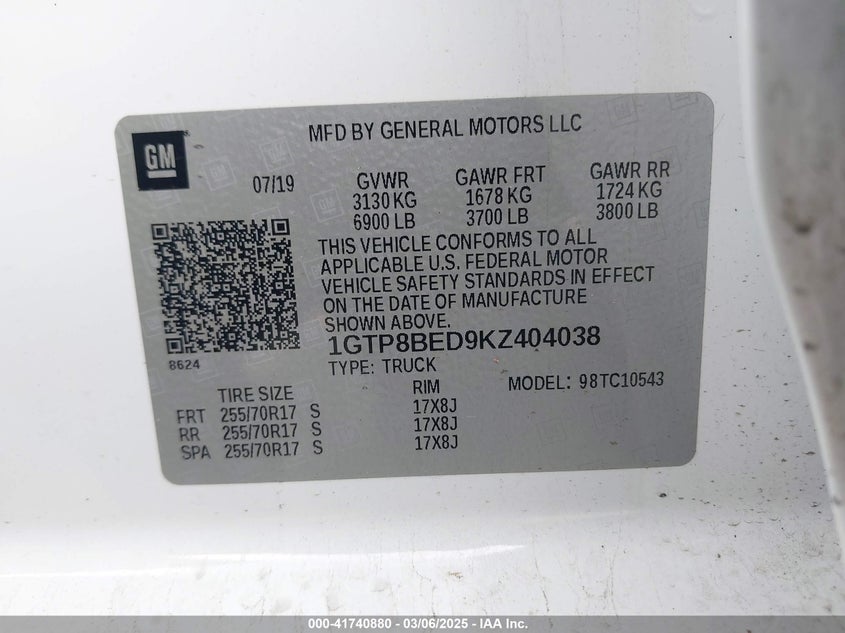 GM
MFD BY GENERAL MOTORS LLC
07/19
GVWR
3130 KG
6900 LB
GAWR FRT
1678 KG
3700 LB
GAWR RR
1724 KG
3800 LB
THIS VEHICLE CONFORMS TO ALL
APPLICABLE U.S. FEDERAL MOTOR
VEHICLE SAFETY STANDARDS IN EFFECT
ON THE DATE OF MANUFACTURE
SHOWN ABOVE.
8624
1GTP8BED9KZ404038
TYPE: TRUCK
MODEL: 98TC10543
TIRE SIZE RIM
FRT 255/70R17 S 17X8J
RR 255/70R17 S 17X8J
SPA 255/70R17 S 17X8J
000-41740880 - 03/06/2025 - IAA Inc.